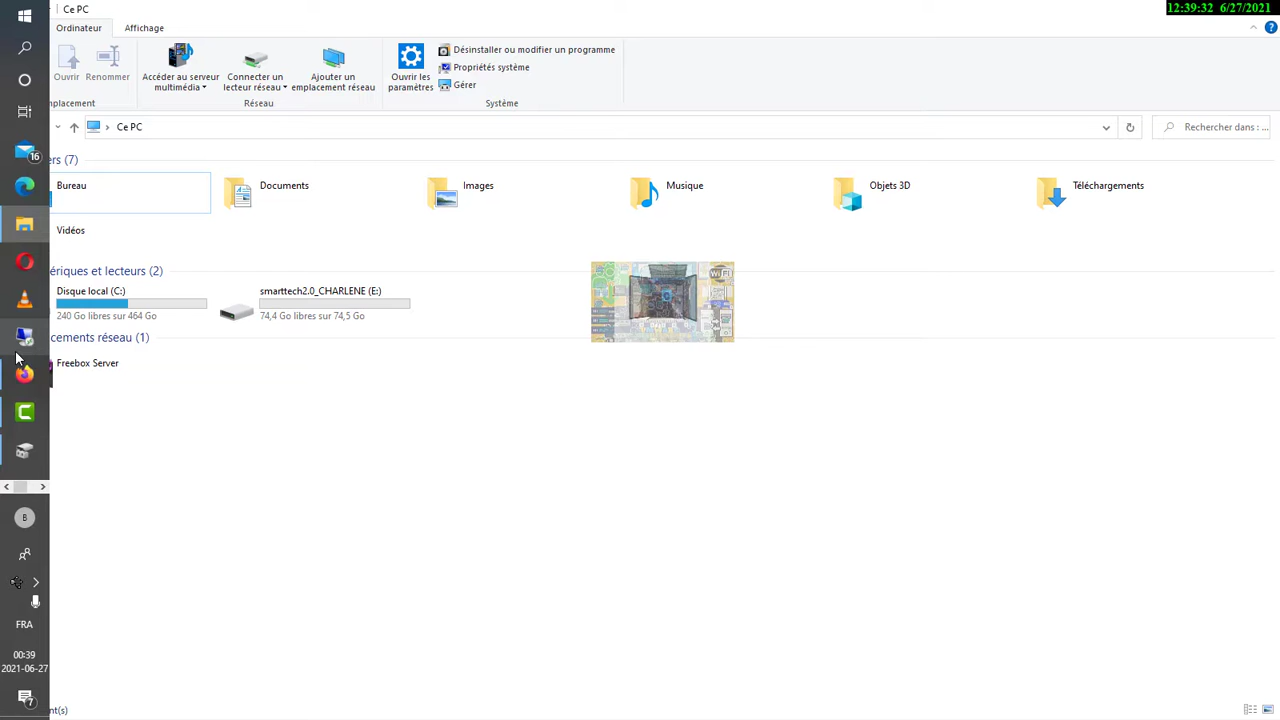 Ce PC
12:39:32 6/27/2021
Ordinateur
Affichage
Ouvrir
Renommer
mplacement
Accéder au serveur
multimédia
Connecter un
lecteur réseau
Ajouter un
emplacement réseau
Réseau
Ouvrir les
paramètres
Désinstaller ou modifier un programme
Propriétés système
Gérer
Système
Ce PC
Rechercher dans : ...
ers (7)
Bureau
Documents
Images
Musique
Objets 3D
Téléchargements
Vidéos
ériques et lecteurs (2)
Disque local (C:)
240 Go libres sur 464 Go
smarttech2.0_CHARLENE (E:)
74,4 Go libres sur 74,5 Go
WiFi
cements réseau (1)
Freebox Server
16
B
FRA
00:39
2021-06-27
7
nt(s)